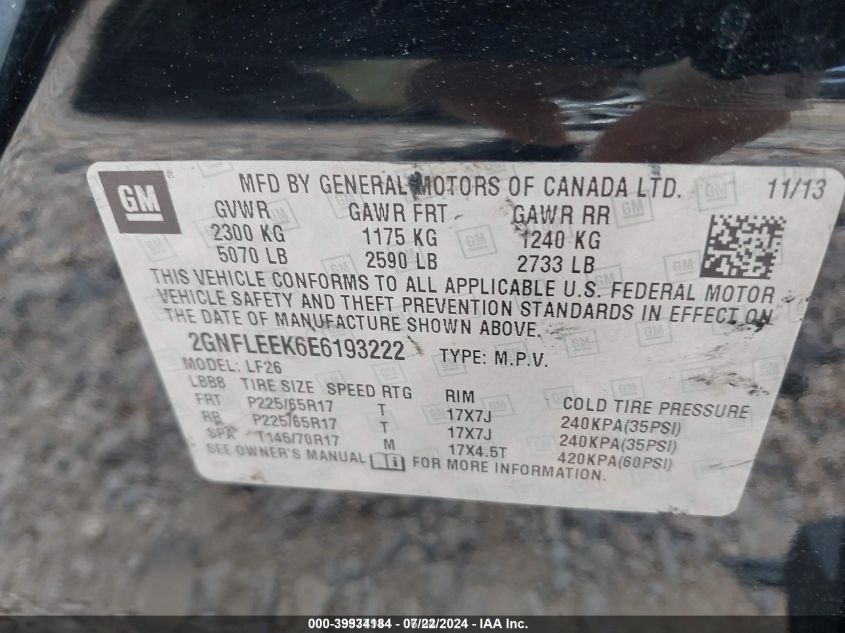 GM
MFD BY GENERAL MOTORS OF CANADA LTD. 11/13
GVWR GAWR FRT GAWR RR
2300 KG 1175 KG 1240 KG
5070 LB 2590 LB 2733 LB
THIS VEHICLE CONFORMS TO ALL APPLICABLE U.S. FEDERAL MOTOR
VEHICLE SAFETY AND THEFT PREVENTION STANDARDS IN EFFECT ON
THE DATE OF MANUFACTURE SHOWN ABOVE.
2GNFLEEK6E6193222 TYPE: M.P.V.
MODEL: LF26
LBB8 TIRE SIZE SPEED RTG RIM COLD TIRE PRESSURE
FRT P225/65R17 T 17X7J 240KPA(35PSI)
RR P225/65R17 T 17X7J 240KPA(35PSI)
SPA T145/70R17 M 17X4.5T 420KPA(60PSI)
SEE OWNER'S MANUAL FOR MORE INFORMATION.
000-39934184 - 07/22/2024 - IAA Inc.